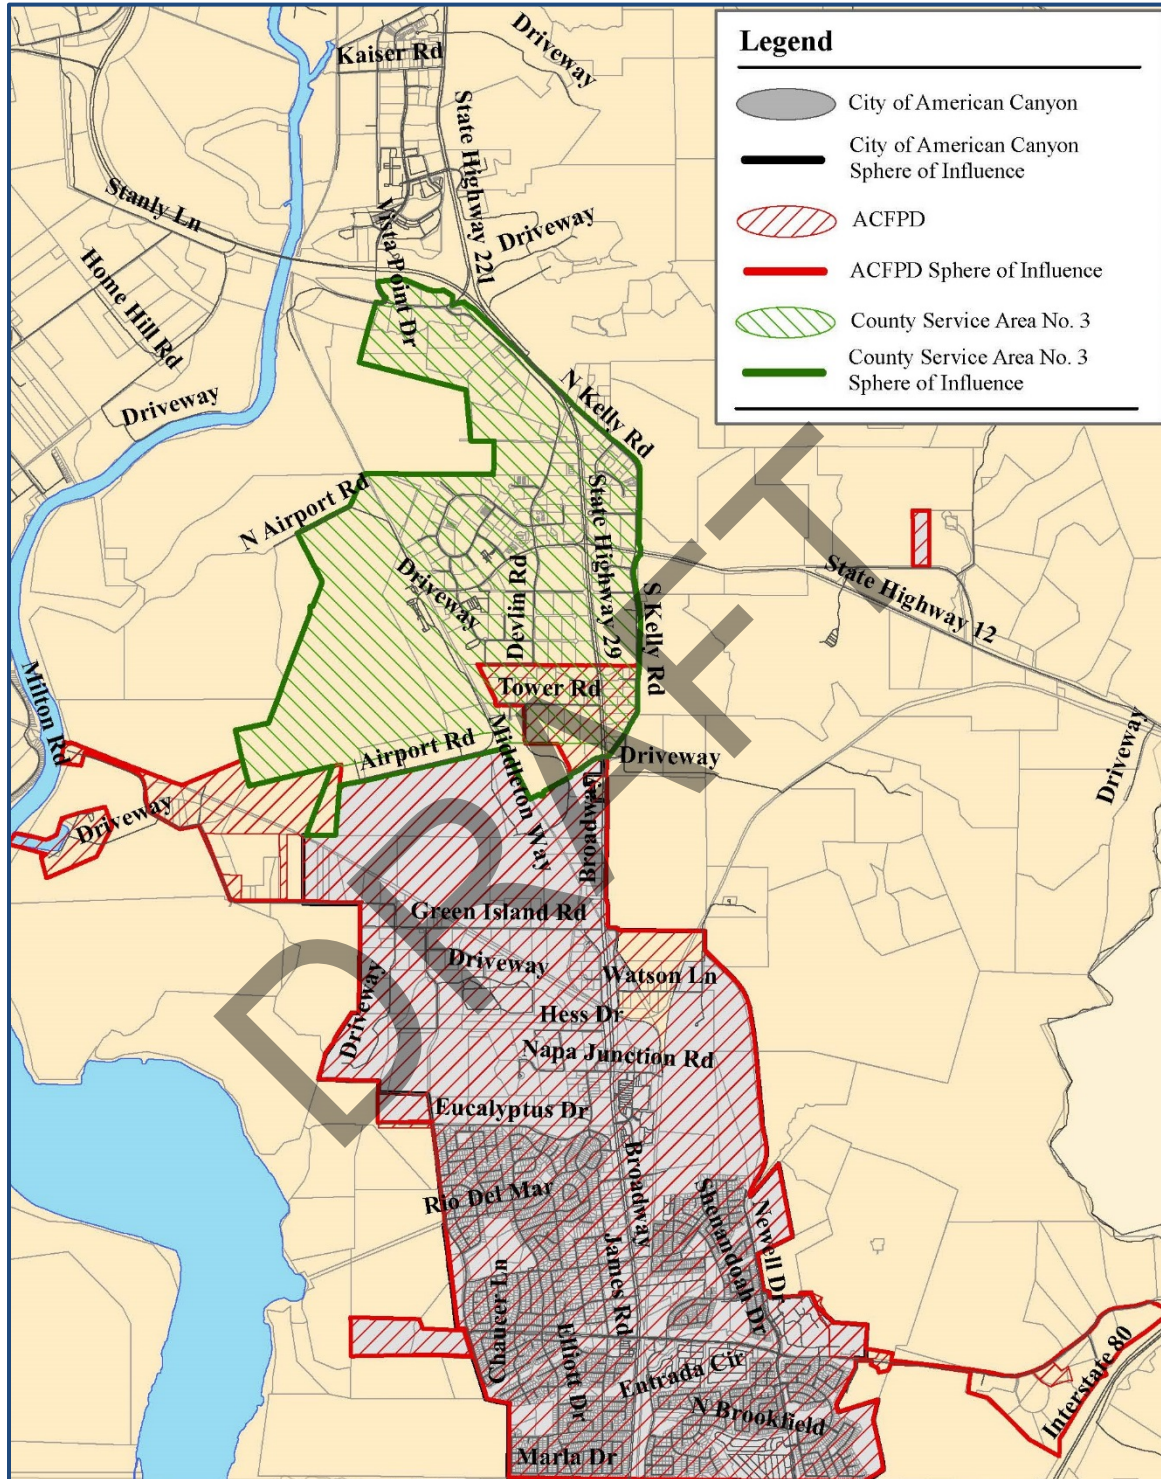 Legend
City of American Canyon
City of American Canyon
Sphere of Influence
ACFPD
ACFPD Sphere of Influence
County Service Area No. 3
County Service Area No. 3
Sphere of Influence
Driveway
Kaiser Rd
State Highway 221
Stanly Ln
Vista Point Dr
Driveway
Home Hill Rd
Driveway
N Kelly Rd
N Airport Rd
State Highway 29
Driveway
Devlin Rd
S Kelly Rd
State Highway 12
Milton Rd
Tower Rd
Airport Rd
Middleton Way
Driveway
Driveway
Driveway
Broadway
Green Island Rd
Driveway
Watson Ln
Driveway
Hess Dr
Napa Junction Rd
Eucalyptus Dr
Broadway
Rio Del Mar
Shenandoah Dr
Newell Dr
James Rd
Chaucer Ln
Elliott Dr
Entrada Cir
N Brookfield
Interstate 80
Marla Dr
DRAFT